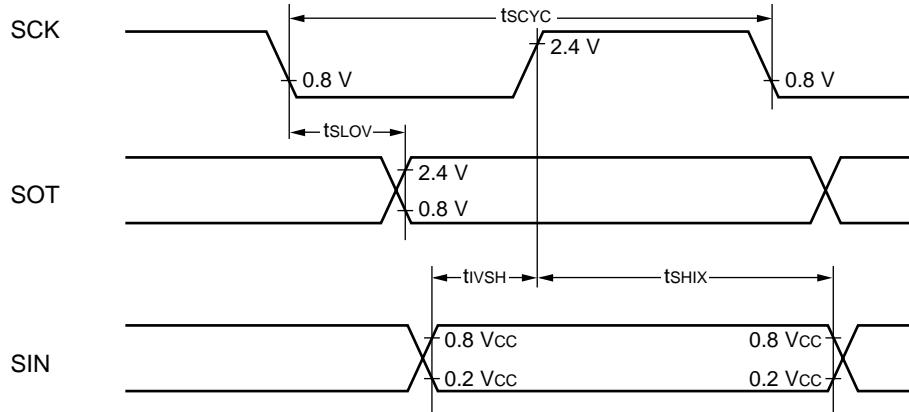 tSCYC
SCK
2.4 V
0.8 V
0.8 V
tSLOV
SOT
2.4 V
0.8 V
tIVSH
tSHIX
SIN
0.8 VCC
0.8 VCC
0.2 VCC
0.2 VCC